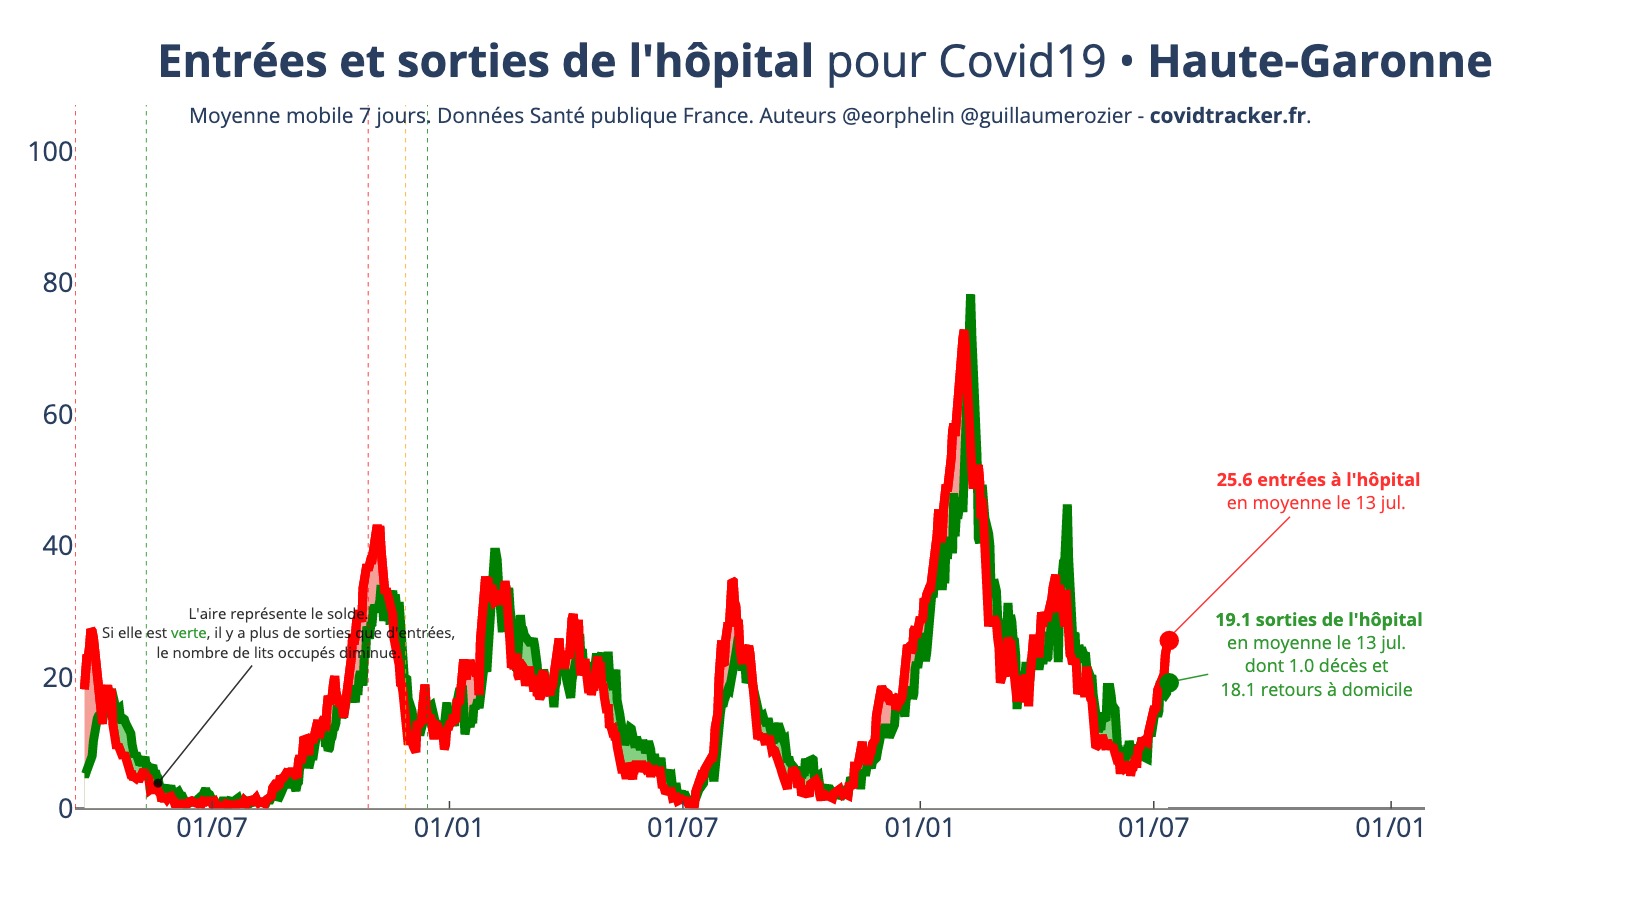 Entrées et sorties de l'hôpital pour Covid19 • Haute-Garonne
Moyenne mobile 7 jours. Données Santé publique France. Auteurs @eorphelin @guillaumerozier - covidtracker.fr.
100
80
60
40
20
0
L'aire représente le solde.
Si elle est verte, il y a plus de sorties que d'entrées,
le nombre de lits occupés diminue.
25.6 entrées à l'hôpital
en moyenne le 13 jul.
19.1 sorties de l'hôpital
en moyenne le 13 jul.
dont 1.0 décès et
18.1 retours à domicile
01/07
01/01
01/07
01/01
01/07
01/01